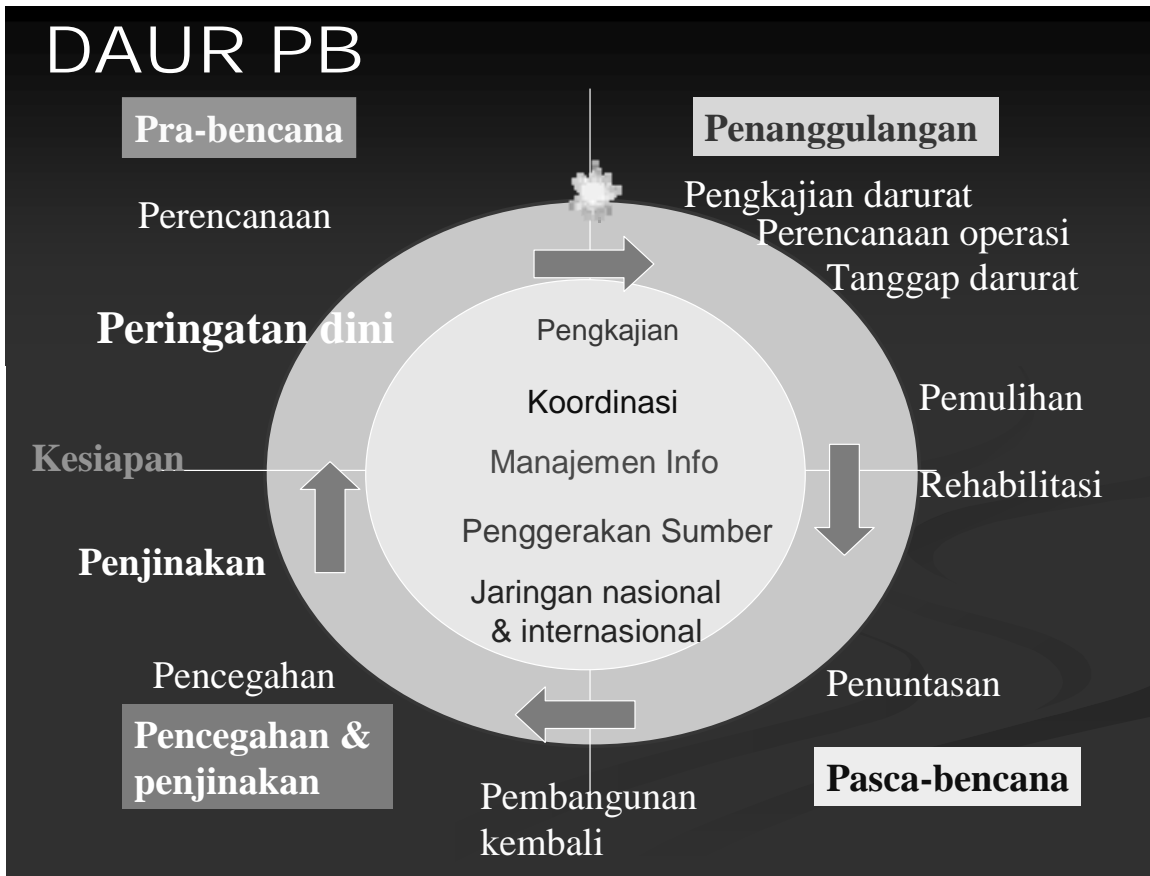 DAUR PB
Pra-bencana
Penanggulangan
Perencanaan
Pengkajian darurat
Perencanaan operasi
Tanggap darurat
Peringatan dini
Pengkajian
Koordinasi
Pemulihan
Kesiapan
Manajemen Info
Rehabilitasi
Penggerakan Sumber
Penjinakan
Jaringan nasional
& internasional
Pencegahan
Penuntasan
Pencegahan &
penjinakan
Pasca-bencana
Pembangunan
kembali